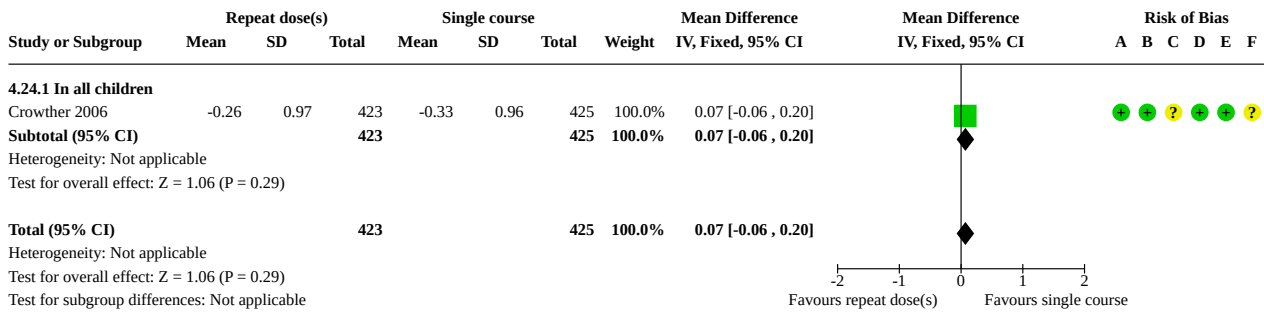 Repeat dose(s) Single course Mean Difference Mean Difference Risk of Bias
Study or Subgroup Mean SD Total Mean SD Total Weight IV, Fixed, 95% CI IV, Fixed, 95% CI A B C D E F
4.24.1 In all children
Crowther 2006 -0.26 0.97 423 -0.33 0.96 425 100.0% 0.07 [-0.06 , 0.20] + + ? + + ?
Subtotal (95% CI) 423 425 100.0% 0.07 [-0.06 , 0.20]
Heterogeneity: Not applicable
Test for overall effect: Z = 1.06 (P = 0.29)
Total (95% CI) 423 425 100.0% 0.07 [-0.06 , 0.20]
Heterogeneity: Not applicable
Test for overall effect: Z = 1.06 (P = 0.29)
-2 -1 0 1 2
Test for subgroup differences: Not applicable Favours repeat dose(s) Favours single course